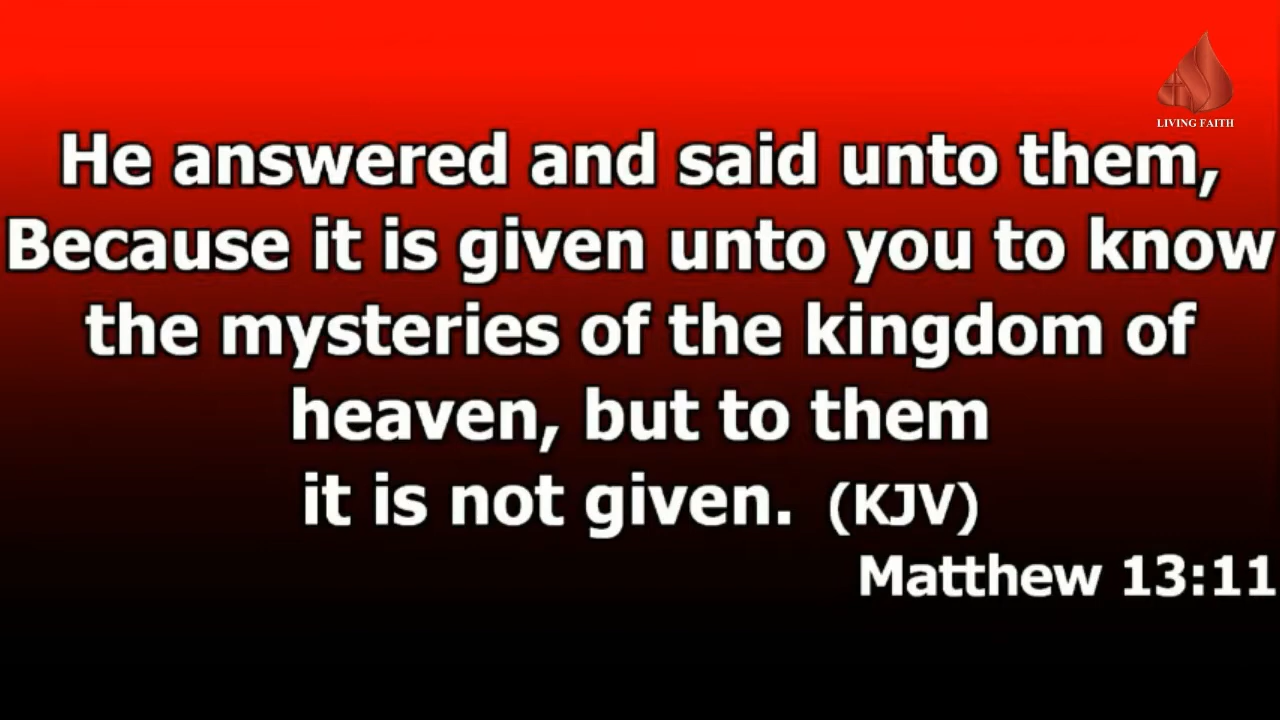 LIVING FAITH
He answered and said unto them,
Because it is given unto you to know
the mysteries of the kingdom of
heaven, but to them
it is not given. (KJV)
Matthew 13:11